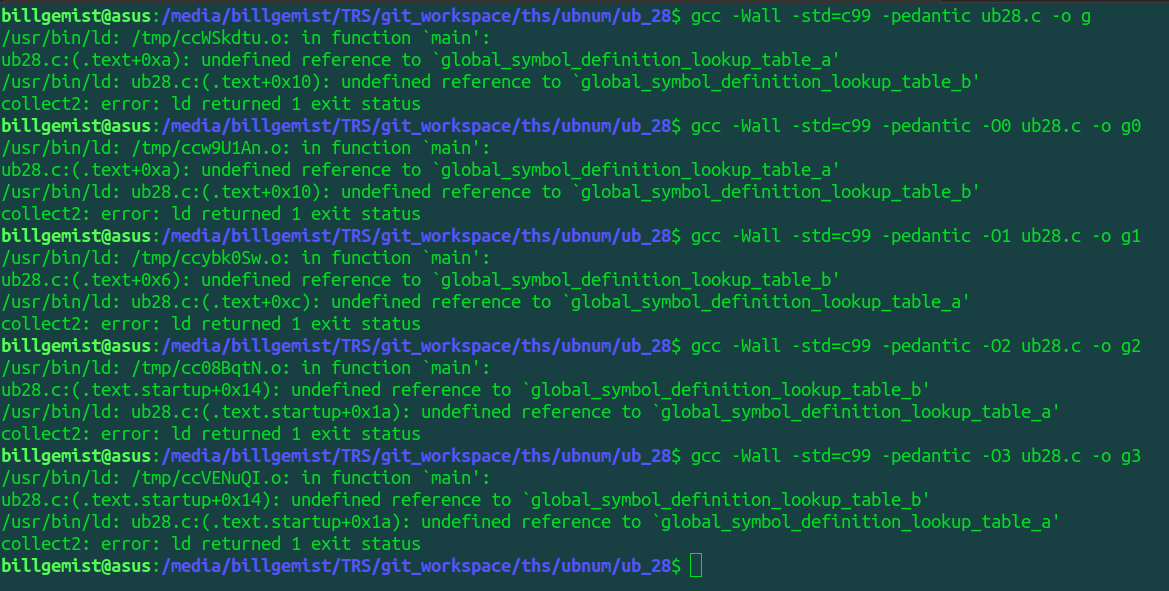 billgemist@asus:/media/billgemist/TRS/git_workspace/ths/ubnum/ub_28$ gcc -Wall -std=c99 -pedantic ub28.c -o g
/usr/bin/ld: /tmp/ccWSkdtu.o: in function `main':
ub28.c:(.text+0xa): undefined reference to `global_symbol_definition_lookup_table_a'
/usr/bin/ld: ub28.c:(.text+0x10): undefined reference to `global_symbol_definition_lookup_table_b'
collect2: error: ld returned 1 exit status
billgemist@asus:/media/billgemist/TRS/git_workspace/ths/ubnum/ub_28$ gcc -Wall -std=c99 -pedantic -O0 ub28.c -o g0
/usr/bin/ld: /tmp/ccw9U1An.o: in function `main':
ub28.c:(.text+0xa): undefined reference to `global_symbol_definition_lookup_table_a'
/usr/bin/ld: ub28.c:(.text+0x10): undefined reference to `global_symbol_definition_lookup_table_b'
collect2: error: ld returned 1 exit status
billgemist@asus:/media/billgemist/TRS/git_workspace/ths/ubnum/ub_28$ gcc -Wall -std=c99 -pedantic -O1 ub28.c -o g1
/usr/bin/ld: /tmp/ccybk0Sw.o: in function `main':
ub28.c:(.text+0x6): undefined reference to `global_symbol_definition_lookup_table_b'
/usr/bin/ld: ub28.c:(.text+0xc): undefined reference to `global_symbol_definition_lookup_table_a'
collect2: error: ld returned 1 exit status
billgemist@asus:/media/billgemist/TRS/git_workspace/ths/ubnum/ub_28$ gcc -Wall -std=c99 -pedantic -O2 ub28.c -o g2
/usr/bin/ld: /tmp/cc08BqtN.o: in function `main':
ub28.c:(.text.startup+0x14): undefined reference to `global_symbol_definition_lookup_table_b'
/usr/bin/ld: ub28.c:(.text.startup+0x1a): undefined reference to `global_symbol_definition_lookup_table_a'
collect2: error: ld returned 1 exit status
billgemist@asus:/media/billgemist/TRS/git_workspace/ths/ubnum/ub_28$ gcc -Wall -std=c99 -pedantic -O3 ub28.c -o g3
/usr/bin/ld: /tmp/ccVENuQI.o: in function `main':
ub28.c:(.text.startup+0x14): undefined reference to `global_symbol_definition_lookup_table_b'
/usr/bin/ld: ub28.c:(.text.startup+0x1a): undefined reference to `global_symbol_definition_lookup_table_a'
collect2: error: ld returned 1 exit status
billgemist@asus:/media/billgemist/TRS/git_workspace/ths/ubnum/ub_28$